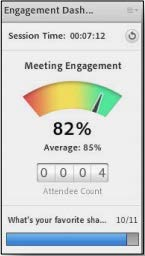 Engagement Dash...
Session Time: 00:07:12
Meeting Engagement
82%
Average: 85%
0 0 0 4
Attendee Count
What's your favorite sha... 10/11